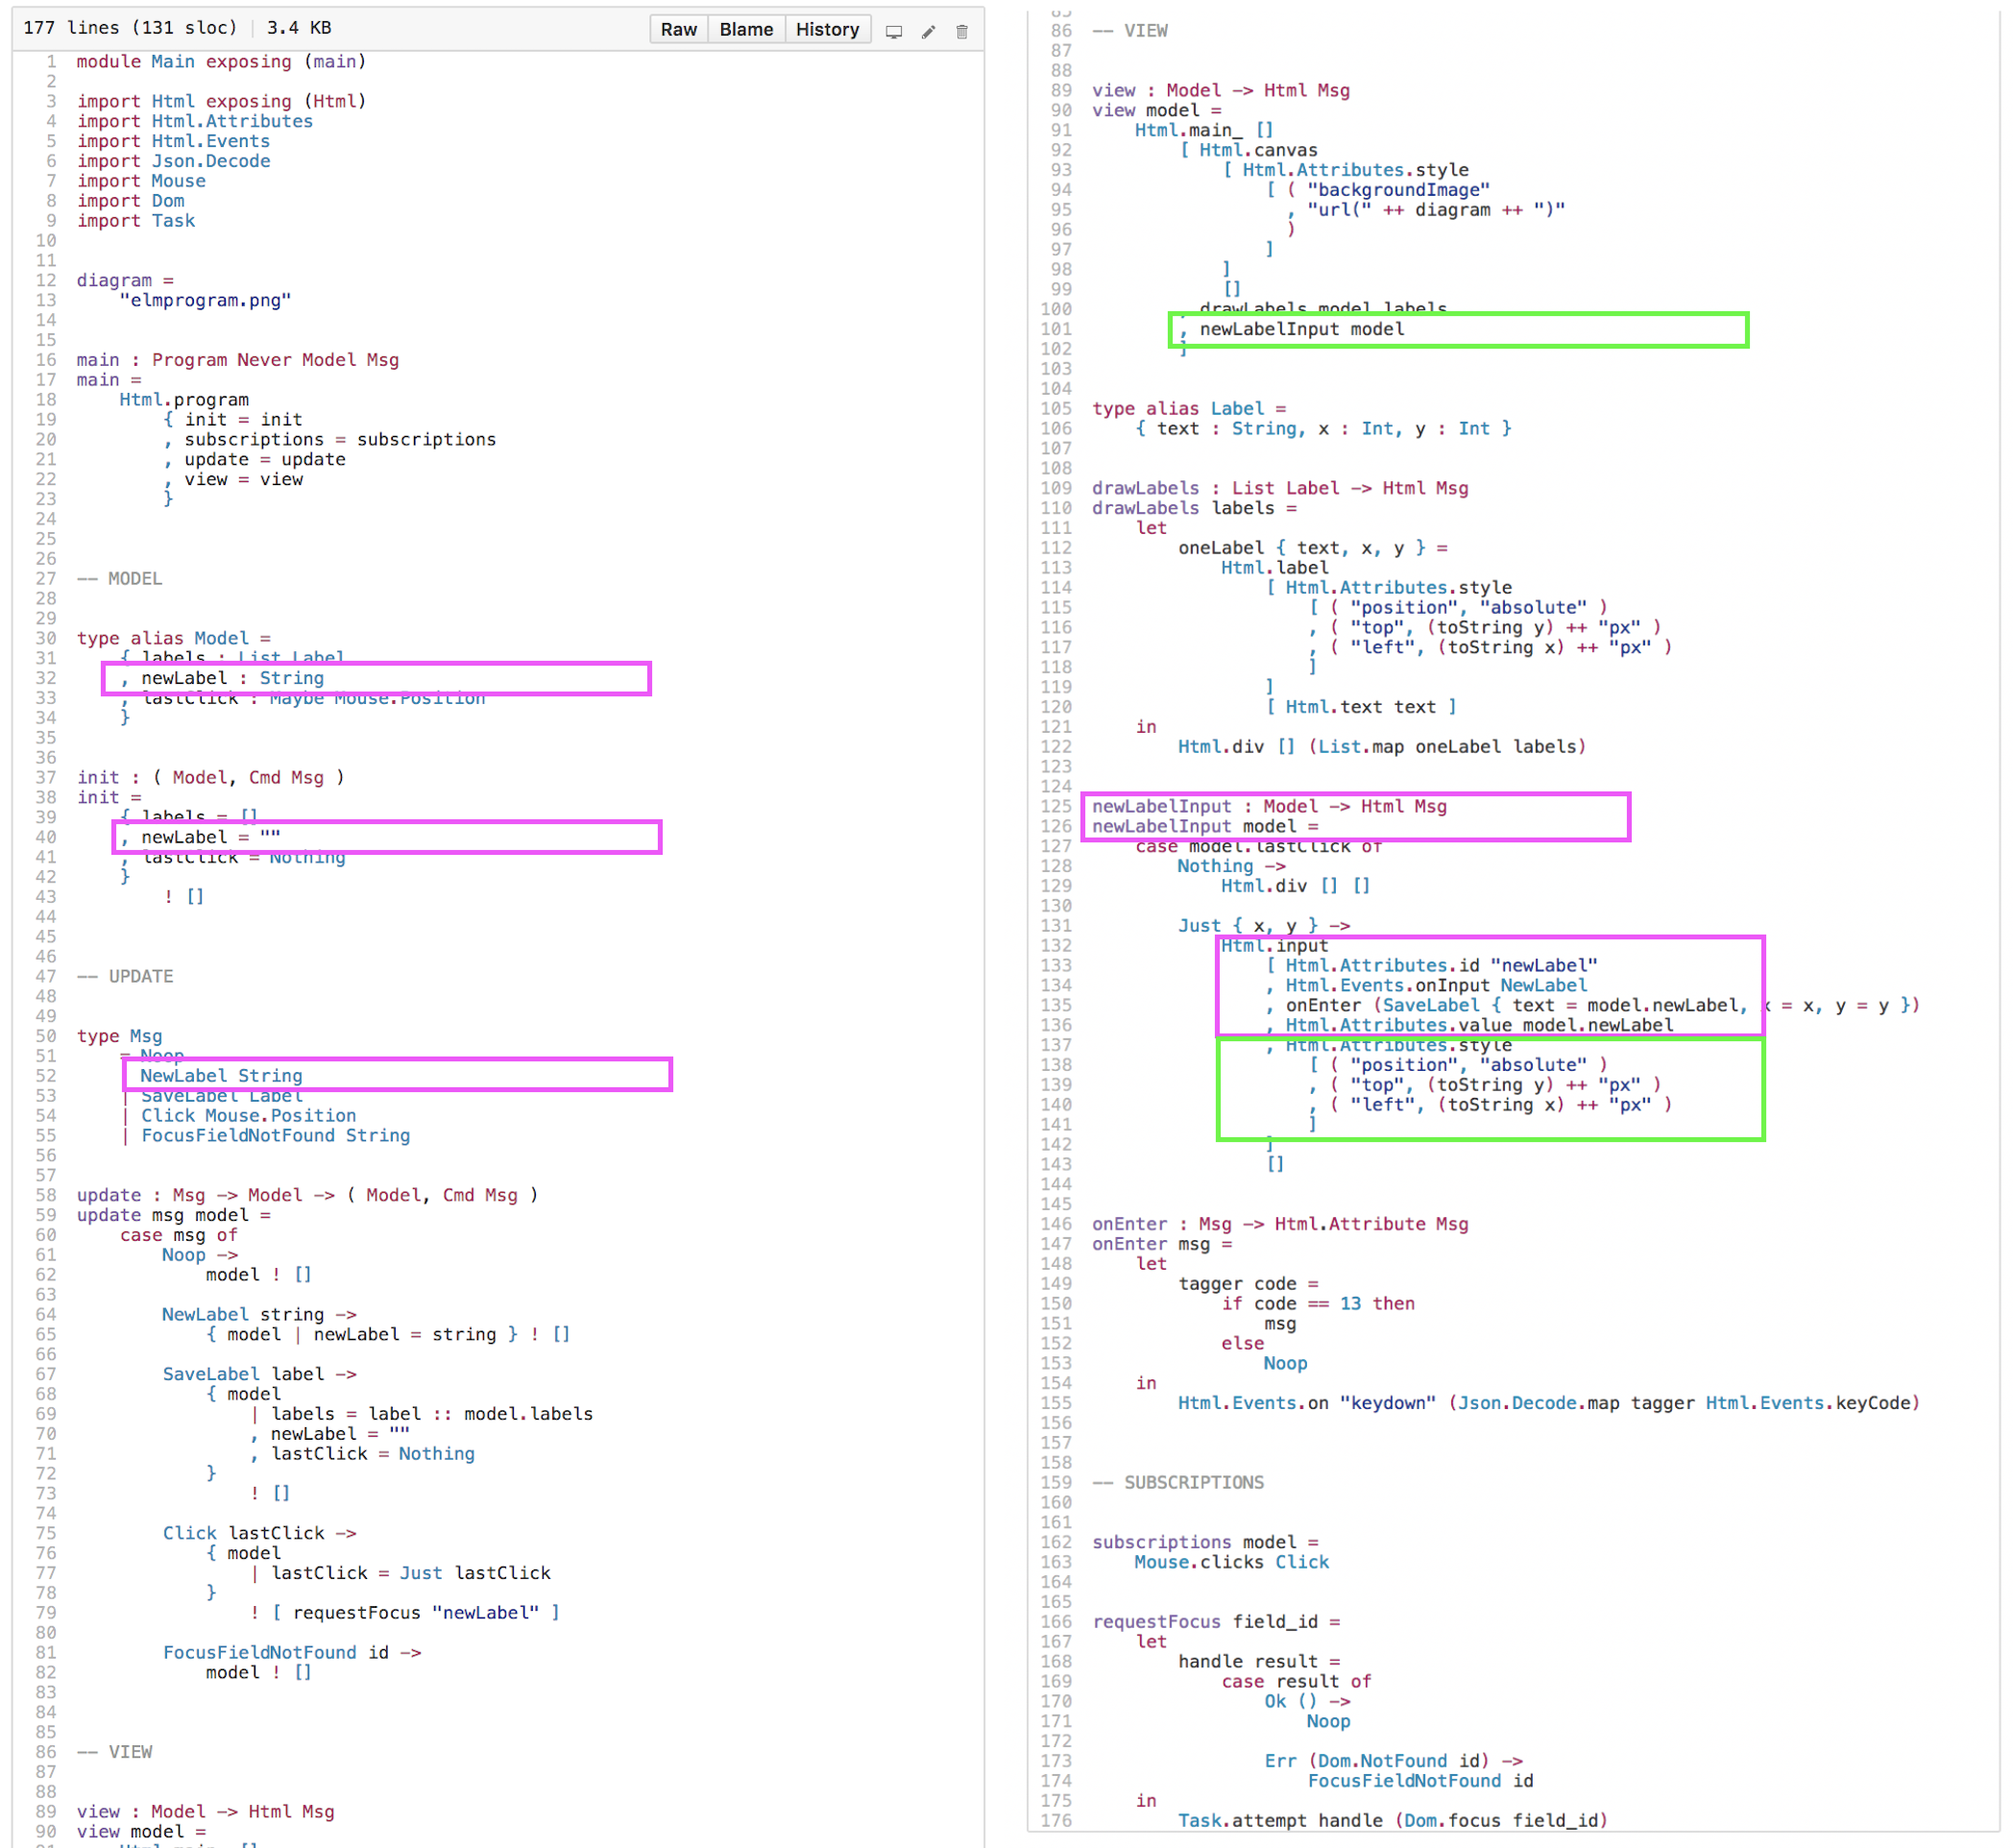 177 lines (131 sloc) | 3.4 KB
Raw Blame History
1 module Main exposing (main)
2
3 import Html exposing (Html)
4 import Html.Attributes
5 import Html.Events
6 import Json.Decode
7 import Mouse
8 import Dom
9 import Task
10
11
12 diagram =
13 "elmprogram.png"
14
15
16 main : Program Never Model Msg
17 main =
18 Html.program
19 { init = init
20 , subscriptions = subscriptions
21 , update = update
22 , view = view
23 }
24
25
26
27 -- MODEL
28
29
30 type alias Model =
31 { labels : List Label
32 , newLabel : String
33 , lastClick : Maybe Mouse.Position
34 }
35
36
37 init : ( Model, Cmd Msg )
38 init =
39 { labels = []
40 , newLabel = ""
41 , lastClick = Nothing
42 }
43 ! []
44
45
46
47 -- UPDATE
48
49
50 type Msg
51 = Noop
52 NewLabel String
53 | SaveLabel Label
54 | Click Mouse.Position
55 | FocusFieldNotFound String
56
57
58 update : Msg -> Model -> ( Model, Cmd Msg )
59 update msg model =
60 case msg of
61 Noop ->
62 model ! []
63
64 NewLabel string ->
65 { model | newLabel = string } ! []
66
67 SaveLabel label ->
68 { model
69 | labels = label :: model.labels
70 , newLabel = ""
71 , lastClick = Nothing
72 }
73 ! []
74
75 Click lastClick ->
76 { model
77 | lastClick = Just lastClick
78 }
79 ! [ requestFocus "newLabel" ]
80
81 FocusFieldNotFound id ->
82 model ! []
83
84
85
86 -- VIEW
87
88
89 view : Model -> Html Msg
90 view model =
85
86 -- VIEW
87
88
89 view : Model -> Html Msg
90 view model =
91 Html.main_ []
92 [ Html.canvas
93 [ Html.Attributes.style
94 [ ( "backgroundImage"
95 , "url(" ++ diagram ++ ")"
96 )
97 ]
98 ]
99 []
100 , drawLabels model.labels
101 , newLabelInput model
102 ]
103
104
105 type alias Label =
106 { text : String, x : Int, y : Int }
107
108
109 drawLabels : List Label -> Html Msg
110 drawLabels labels =
111 let
112 oneLabel { text, x, y } =
113 Html.label
114 [ Html.Attributes.style
115 [ ( "position", "absolute" )
116 , ( "top", (toString y) ++ "px" )
117 , ( "left", (toString x) ++ "px" )
118 ]
119 ]
120 [ Html.text text ]
121 in
122 Html.div [] (List.map oneLabel labels)
123
124
125 newLabelInput : Model -> Html Msg
126 newLabelInput model =
127 case model.lastClick of
128 Nothing ->
129 Html.div [] []
130
131 Just { x, y } ->
132 Html.input
133 [ Html.Attributes.id "newLabel"
134 , Html.Events.onInput NewLabel
135 , onEnter (SaveLabel { text = model.newLabel, x = x, y = y })
136 , Html.Attributes.value model.newLabel
137 , Html.Attributes.style
138 [ ( "position", "absolute" )
139 , ( "top", (toString y) ++ "px" )
140 , ( "left", (toString x) ++ "px" )
141 ]
142 ]
143 []
144
145
146 onEnter : Msg -> Html.Attribute Msg
147 onEnter msg =
148 let
149 tagger code =
150 if code == 13 then
151 msg
152 else
153 Noop
154 in
155 Html.Events.on "keydown" (Json.Decode.map tagger Html.Events.keyCode)
156
157
158
159 -- SUBSCRIPTIONS
160
161
162 subscriptions model =
163 Mouse.clicks Click
164
165
166 requestFocus field_id =
167 let
168 handle result =
169 case result of
170 Ok () ->
171 Noop
172
173 Err (Dom.NotFound id) ->
174 FocusFieldNotFound id
175 in
176 Task.attempt handle (Dom.focus field_id)